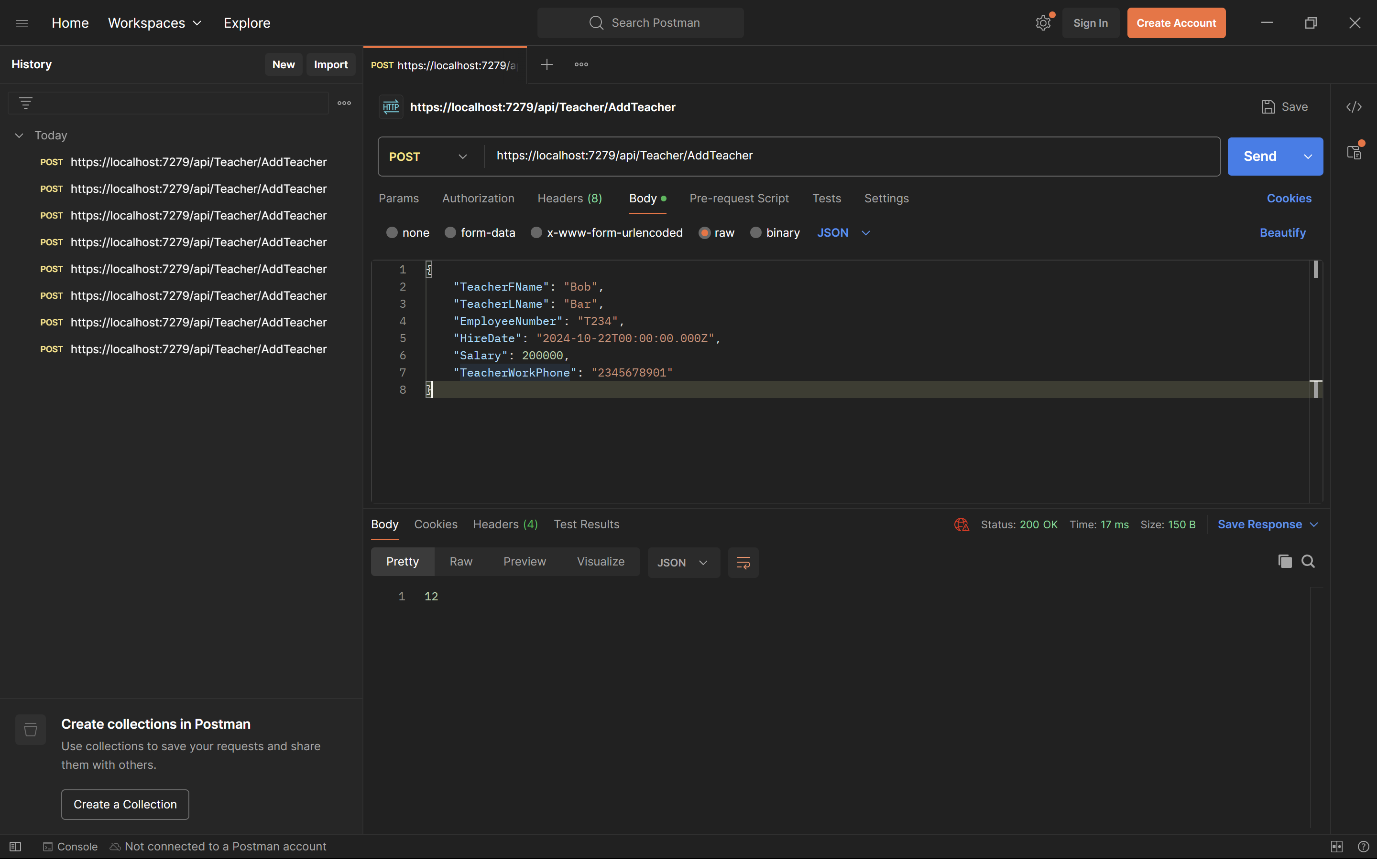 Home Workspaces Explore Search Postman Sign In Create Account
History New Import
POST https://localhost:7279/a
HTTP https://localhost:7279/api/Teacher/AddTeacher Save
POST https://localhost:7279/api/Teacher/AddTeacher Send
Params Authorization Headers (8) Body Pre-request Script Tests Settings Cookies
none form-data x-www-form-urlencoded raw binary JSON Beautify
Today
POST https://localhost:7279/api/Teacher/AddTeacher
POST https://localhost:7279/api/Teacher/AddTeacher
POST https://localhost:7279/api/Teacher/AddTeacher
POST https://localhost:7279/api/Teacher/AddTeacher
POST https://localhost:7279/api/Teacher/AddTeacher
POST https://localhost:7279/api/Teacher/AddTeacher
POST https://localhost:7279/api/Teacher/AddTeacher
POST https://localhost:7279/api/Teacher/AddTeacher
1 {
2 "TeacherFName": "Bob",
3 "TeacherLName": "Bar",
4 "EmployeeNumber": "T234",
5 "HireDate": "2024-10-22T00:00:00.000Z",
6 "Salary": 200000,
7 "TeacherWorkPhone": "2345678901"
8 }
Body Cookies Headers (4) Test Results Status: 200 OK Time: 17 ms Size: 150 B Save Response
Pretty Raw Preview Visualize JSON
1 12
Create collections in Postman
Use collections to save your requests and share
them with others.
Create a Collection
Console Not connected to a Postman account